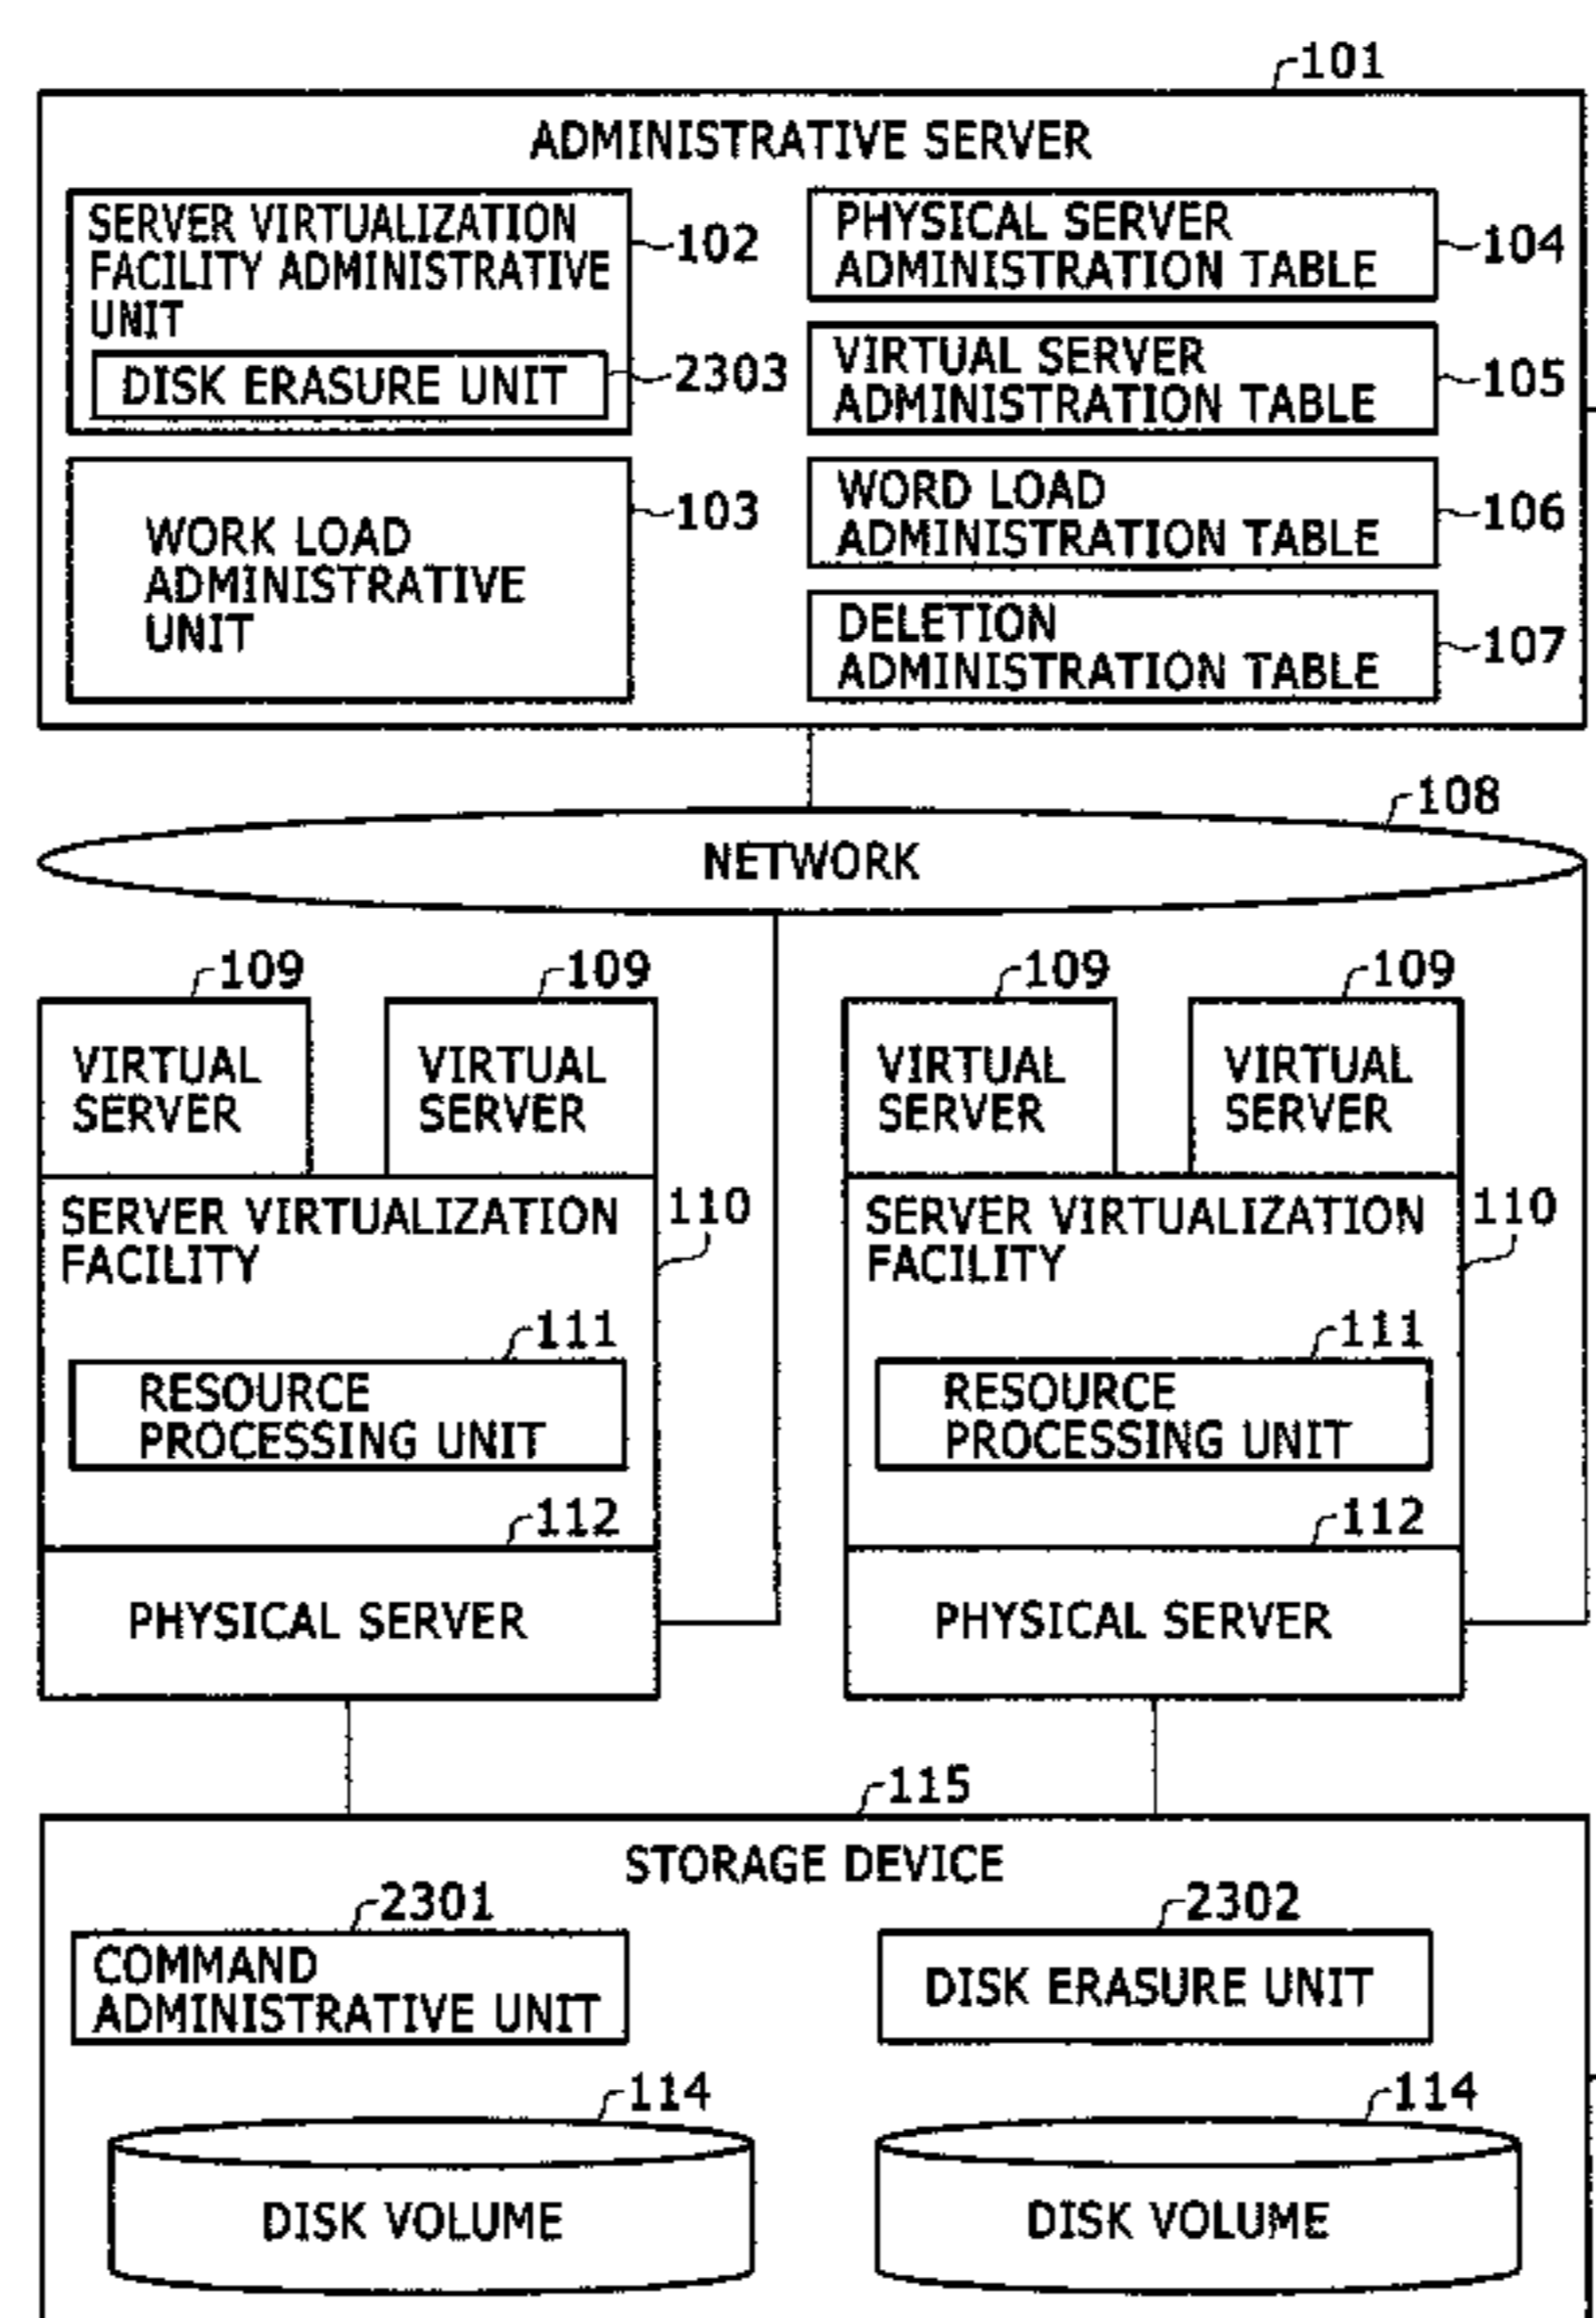 101
ADMINISTRATIVE SERVER
SERVER VIRTUALIZATION
FACILITY ADMINISTRATIVE
UNIT
102
DISK ERASURE UNIT
2303
WORK LOAD
ADMINISTRATIVE
UNIT
103
PHYSICAL SERVER
ADMINISTRATION TABLE
104
VIRTUAL SERVER
ADMINISTRATION TABLE
105
WORD LOAD
ADMINISTRATION TABLE
106
DELETION
ADMINISTRATION TABLE
107
108
NETWORK
109
VIRTUAL
SERVER
109
VIRTUAL
SERVER
SERVER VIRTUALIZATION
FACILITY
110
111
RESOURCE
PROCESSING UNIT
112
PHYSICAL SERVER
109
VIRTUAL
SERVER
109
VIRTUAL
SERVER
SERVER VIRTUALIZATION
FACILITY
110
111
RESOURCE
PROCESSING UNIT
112
PHYSICAL SERVER
115
STORAGE DEVICE
2301
COMMAND
ADMINISTRATIVE UNIT
2302
DISK ERASURE UNIT
114
DISK VOLUME
114
DISK VOLUME